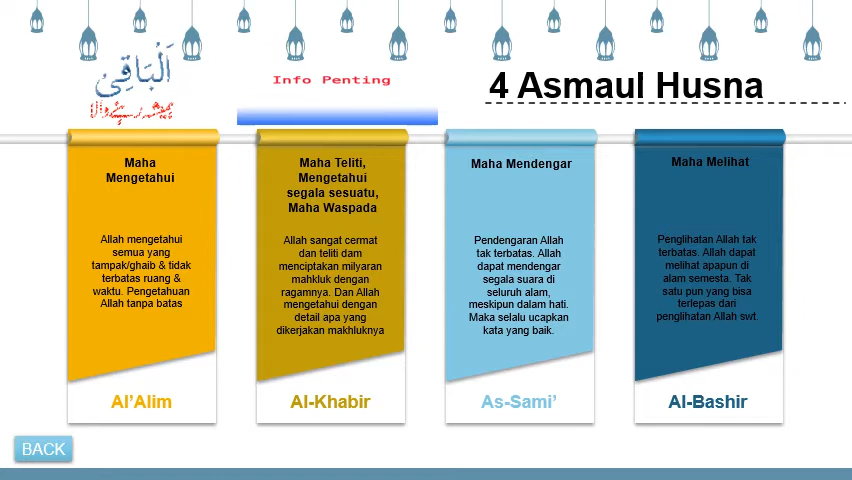 اَلْبَاقِيْ
Info Penting
4 Asmaul Husna
Maha
Mengetahui
Allah mengetahui
semua yang
tampak/ghaib & tidak
terbatas ruang &
waktu. Pengetahuan
Allah tanpa batas
Al’Alim
Maha Teliti,
Mengetahui
segala sesuatu,
Maha Waspada
Allah sangat cermat
dan teliti dam
menciptakan milyaran
mahkluk dengan
ragamnya. Dan Allah
mengetahui dengan
detail apa yang
dikerjakan makhluknya
Al-Khabir
Maha Mendengar
Pendengaran Allah
tak terbatas. Allah
dapat mendengar
segala suara di
seluruh alam,
meskipun dalam hati.
Maka selalu ucapkan
kata yang baik.
As-Sami’
Maha Melihat
Penglihatan Allah tak
terbatas. Allah dapat
melihat apapun di
alam semesta. Tak
satu pun yang bisa
terlepas dari
penglihatan Allah swt.
Al-Bashir
BACK